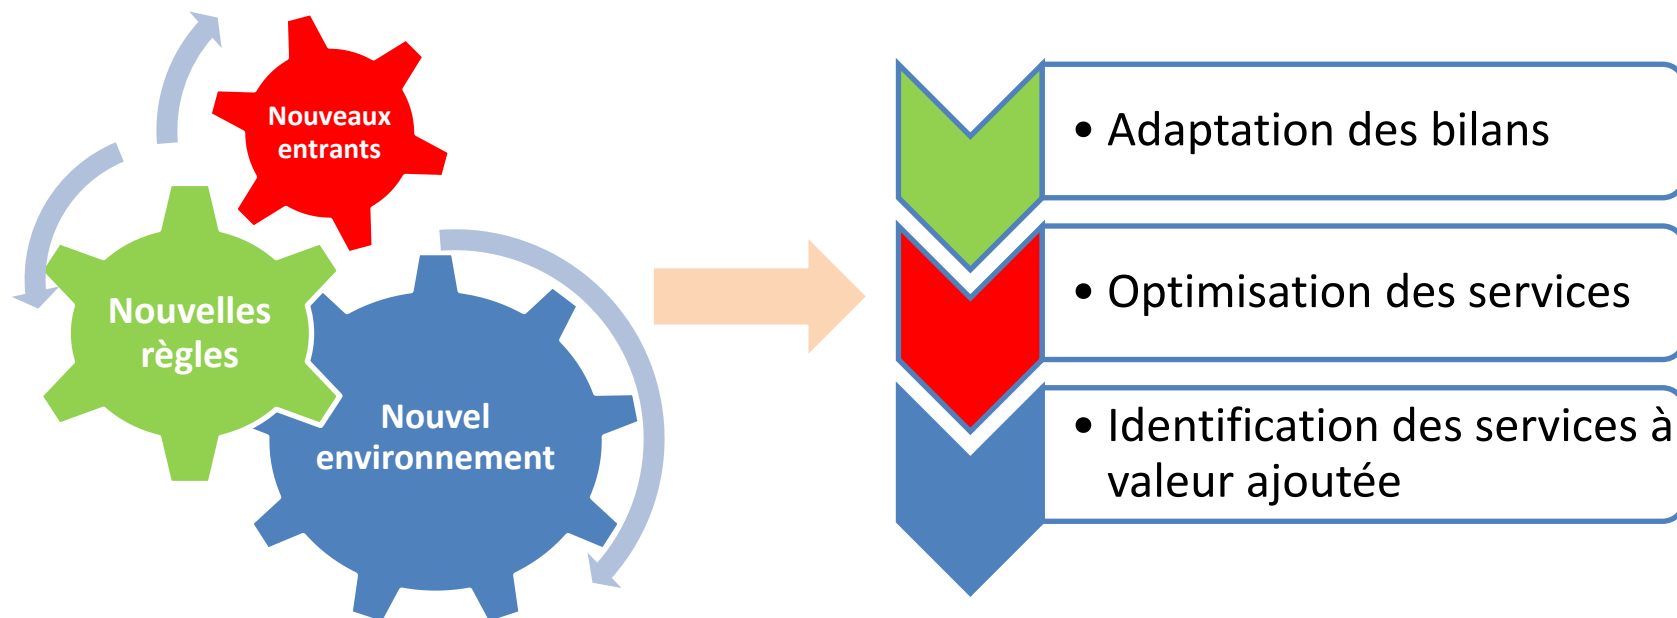 Nouveaux
entrants
Nouvelles
règles
Nouvel
environnement
• Adaptation des bilans
• Optimisation des services
• Identification des services à
valeur ajoutée